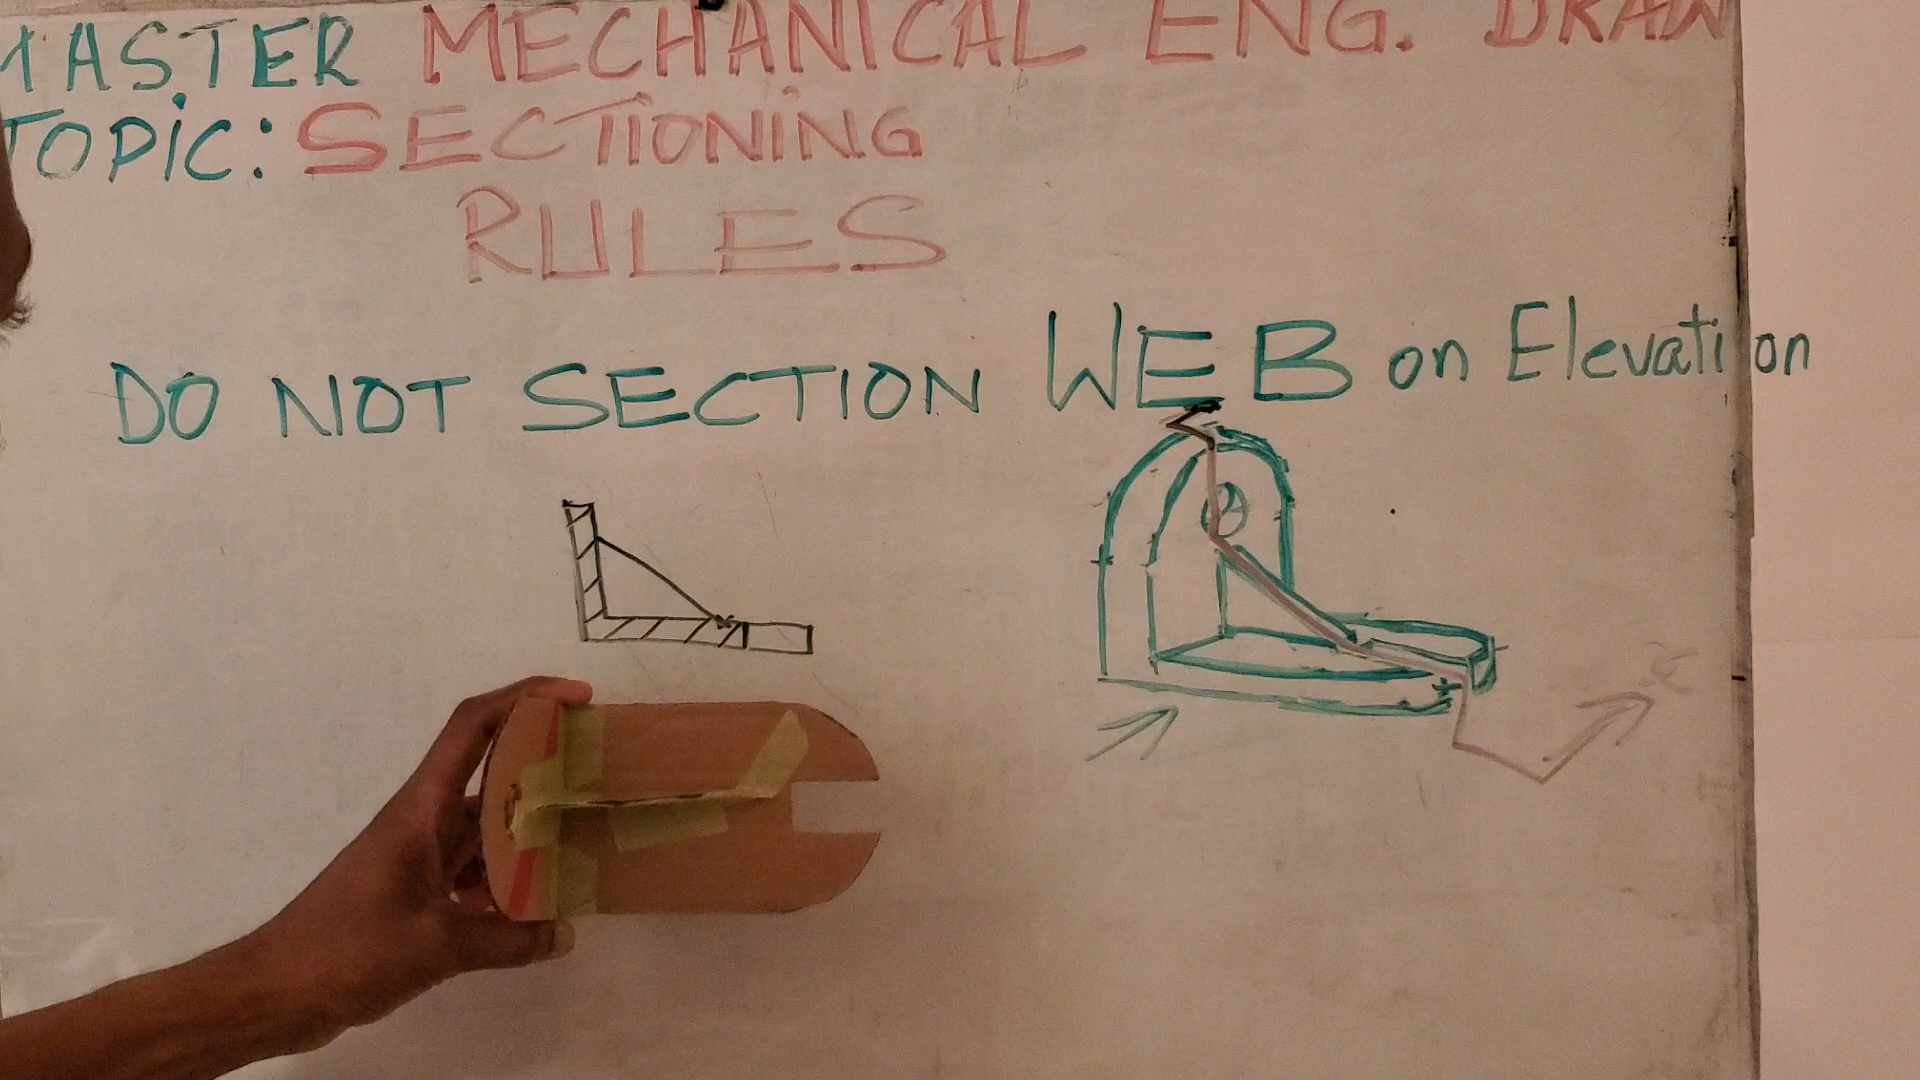 MASTER MECHANICAL ENG. DRAW
TOPIC: SECTIONING
RULES
DO NOT SECTION WEB on Elevation